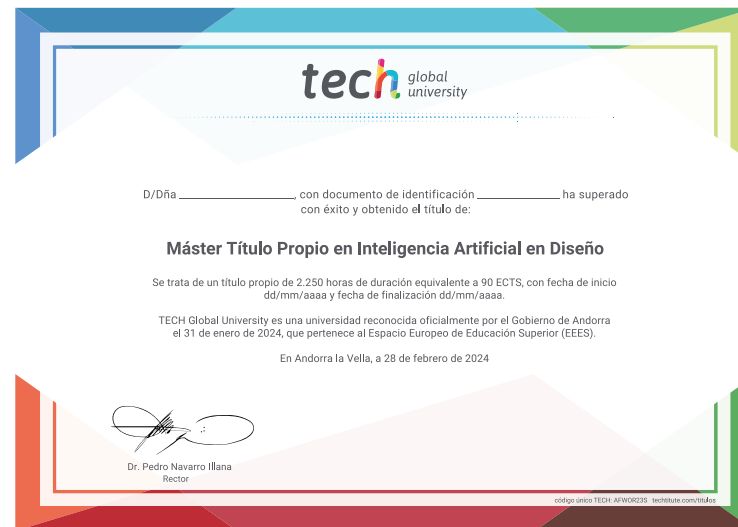 tech global university
D/Dña ____________________, con documento de identificación ______________ ha superado
con éxito y obtenido el título de:
Máster Título Propio en Inteligencia Artificial en Diseño
Se trata de un título propio de 2.250 horas de duración equivalente a 90 ECTS, con fecha de inicio
dd/mm/aaaa y fecha de finalización dd/mm/aaaa.
TECH Global University es una universidad reconocida oficialmente por el Gobierno de Andorra
el 31 de enero de 2024, que pertenece al Espacio Europeo de Educación Superior (EEES).
En Andorra la Vella, a 28 de febrero de 2024
Dr. Pedro Navarro Illana
Rector
código único TECH: AFWOR23S techtitute.com/titulos